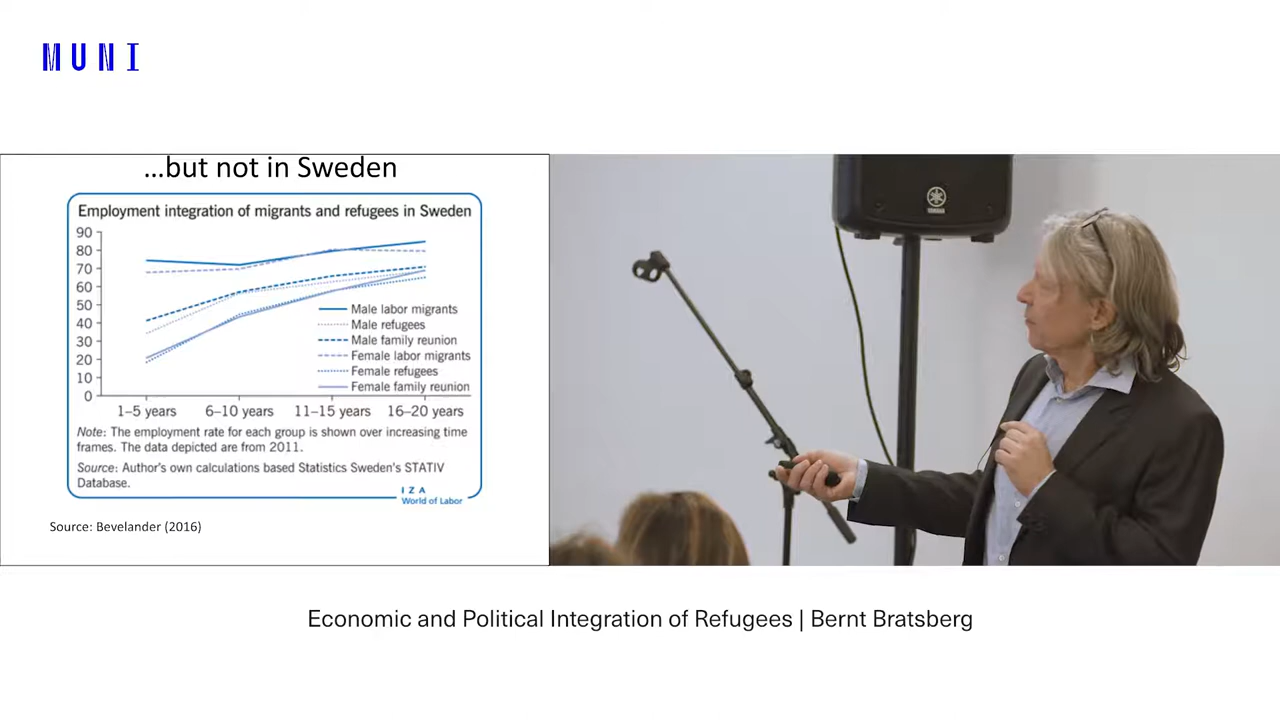 MUNI
...but not in Sweden
Employment integration of migrants and refugees in Sweden
90
80
70
60
50
40
30
20
10
0
Male labor migrants
Male refugees
Male family reunion
Female labor migrants
Female refugees
Female family reunion
1–5 years
6–10 years
11–15 years
16–20 years
Note: The employment rate for each group is shown over increasing time
frames. The data depicted are from 2011.
Source: Author's own calculations based Statistics Sweden's STATIV
Database.
IZA
World of Labor
Source: Bevelander (2016)
YAMAHA
Economic and Political Integration of Refugees | Bernt Bratsberg